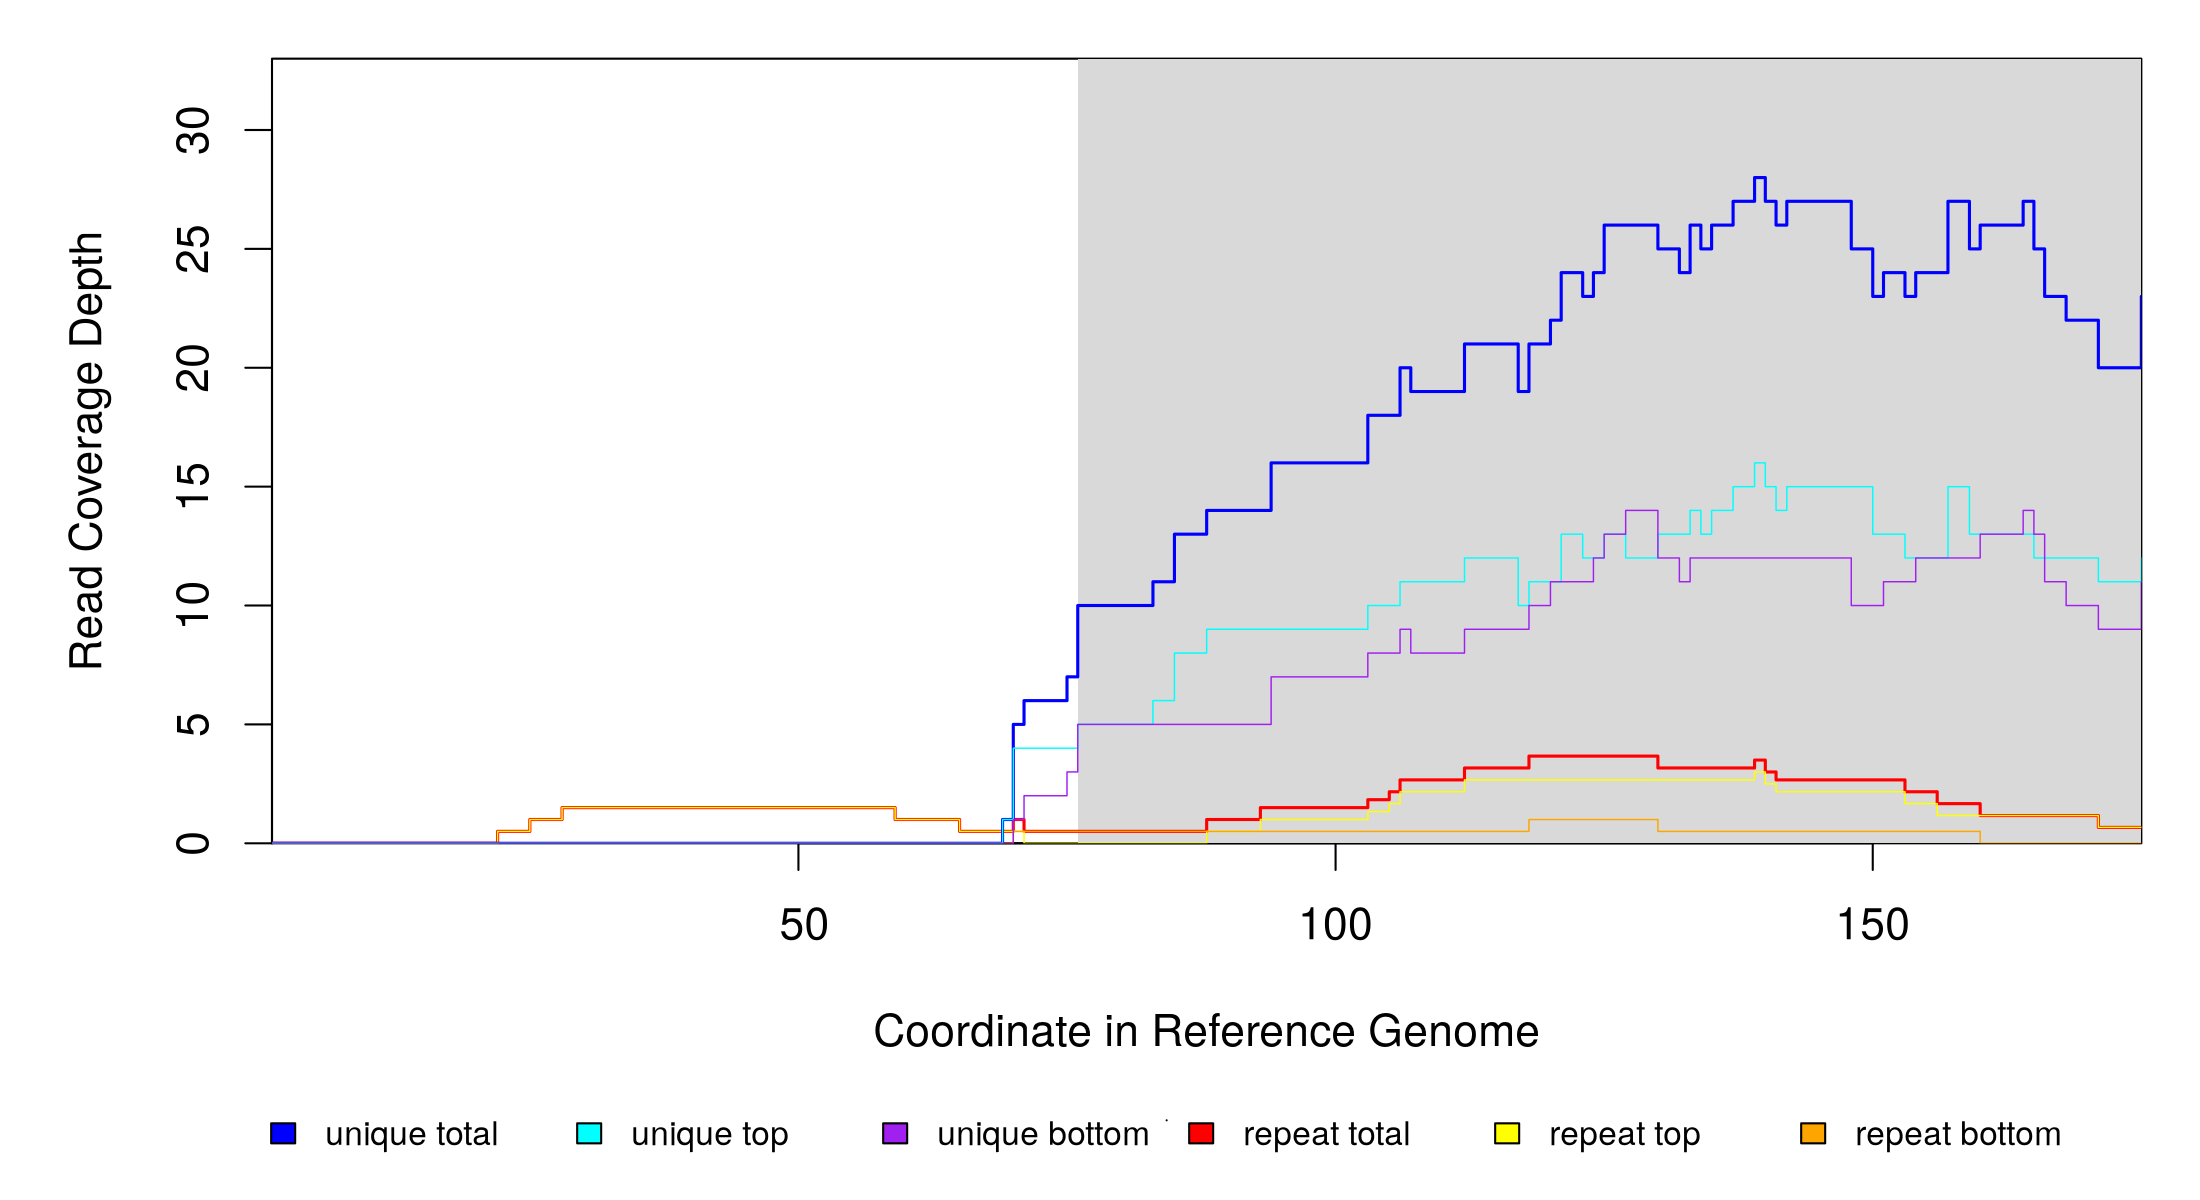 Read Coverage Depth
30
25
20
15
10
5
0
50 100 150
Coordinate in Reference Genome
unique total unique top unique bottom repeat total repeat top repeat bottom